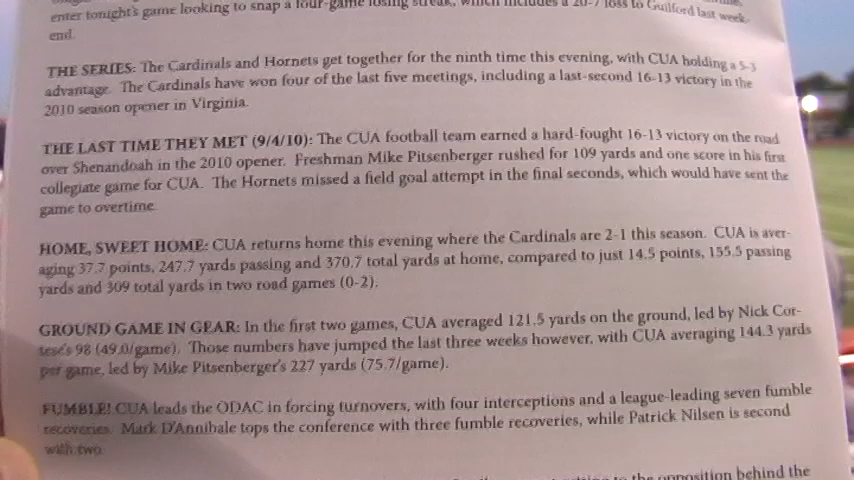 enter tonight's game looking to snap a four-game losing streak, which includes a 20-7 loss to Guilford last week-
end.
THE SERIES: The Cardinals and Hornets get together for the ninth time this evening, with CUA holding a 5-3
advantage. The Cardinals have won four of the last five meetings, including a last-second 16-13 victory in the
2010 season opener in Virginia.
THE LAST TIME THEY MET (9/4/10): The CUA football team earned a hard-fought 16-13 victory on the road
over Shenandoah in the 2010 opener. Freshman Mike Pitsenberger rushed for 109 yards and one score in his first
collegiate game for CUA. The Hornets missed a field goal attempt in the final seconds, which would have sent the
game to overtime.
HOME, SWEET HOME: CUA returns home this evening where the Cardinals are 2-1 this season. CUA is aver-
aging 37.7 points, 247.7 yards passing and 370.7 total yards at home, compared to just 14.5 points, 155.5 passing
yards and 309 total yards in two road games (0-2).
GROUND GAME IN GEAR: In the first two games, CUA averaged 121.5 yards on the ground, led by Nick Cor-
tese's 98 (49.0/game). Those numbers have jumped the last three weeks however, with CUA averaging 144.3 yards
per game, led by Mike Pitsenberger's 227 yards (75.7/game).
FUMBLE! CUA leads the ODAC in forcing turnovers, with four interceptions and a league-leading seven fumble
recoveries. Mark D'Annibale tops the conference with three fumble recoveries, while Patrick Nilsen is second
with two.
to the opposition behind the